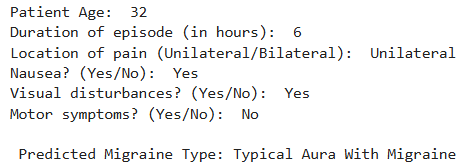 Patient Age: 32
Duration of episode (in hours): 6
Location of pain (Unilateral/Bilateral): Unilateral
Nausea? (Yes/No): Yes
Visual disturbances? (Yes/No): Yes
Motor symptoms? (Yes/No): No
Predicted Migraine Type: Typical Aura With Migraine